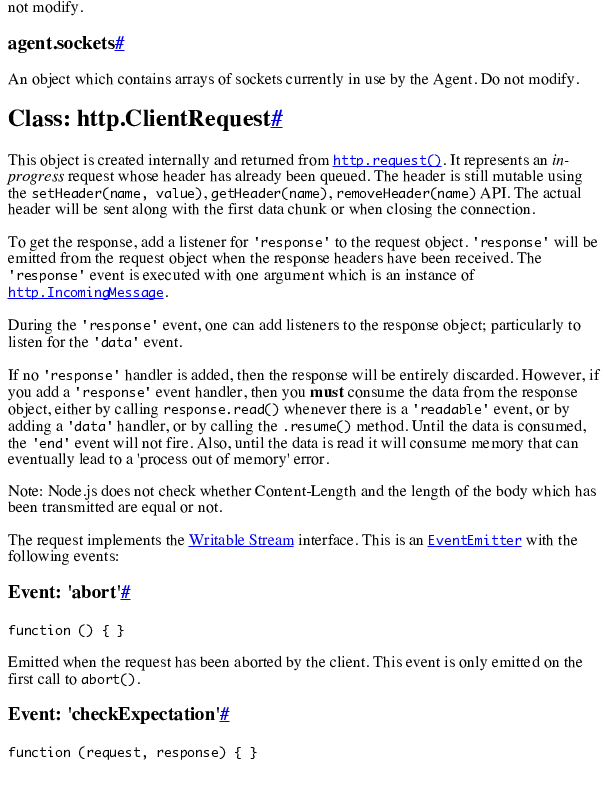 not modify.
agent.sockets#
An object which contains arrays of sockets currently in use by the Agent. Do not modify.
Class: http.ClientRequest#
This object is created internally and returned from http.request(). It represents an in-
progress request whose header has already been queued. The header is still mutable using
the setHeader(name, value), getHeader(name), removeHeader(name) API. The actual
header will be sent along with the first data chunk or when closing the connection.
To get the response, add a listener for 'response' to the request object. 'response' will be
emitted from the request object when the response headers have been received. The
'response' event is executed with one argument which is an instance of
http.IncomingMessage.
During the 'response' event, one can add listeners to the response object; particularly to
listen for the 'data' event.
If no 'response' handler is added, then the response will be entirely discarded. However, if
you add a 'response' event handler, then you must consume the data from the response
object, either by calling response.read() whenever there is a 'readable' event, or by
adding a 'data' handler, or by calling the .resume() method. Until the data is consumed,
the 'end' event will not fire. Also, until the data is read it will consume memory that can
eventually lead to a 'process out of memory' error.
Note: Node.js does not check whether Content-Length and the length of the body which has
been transmitted are equal or not.
The request implements the Writable Stream interface. This is an EventEmitter with the
following events:
Event: 'abort'#
function () { }
Emitted when the request has been aborted by the client. This event is only emitted on the
first call to abort().
Event: 'checkExpectation'#
function (request, response) { }